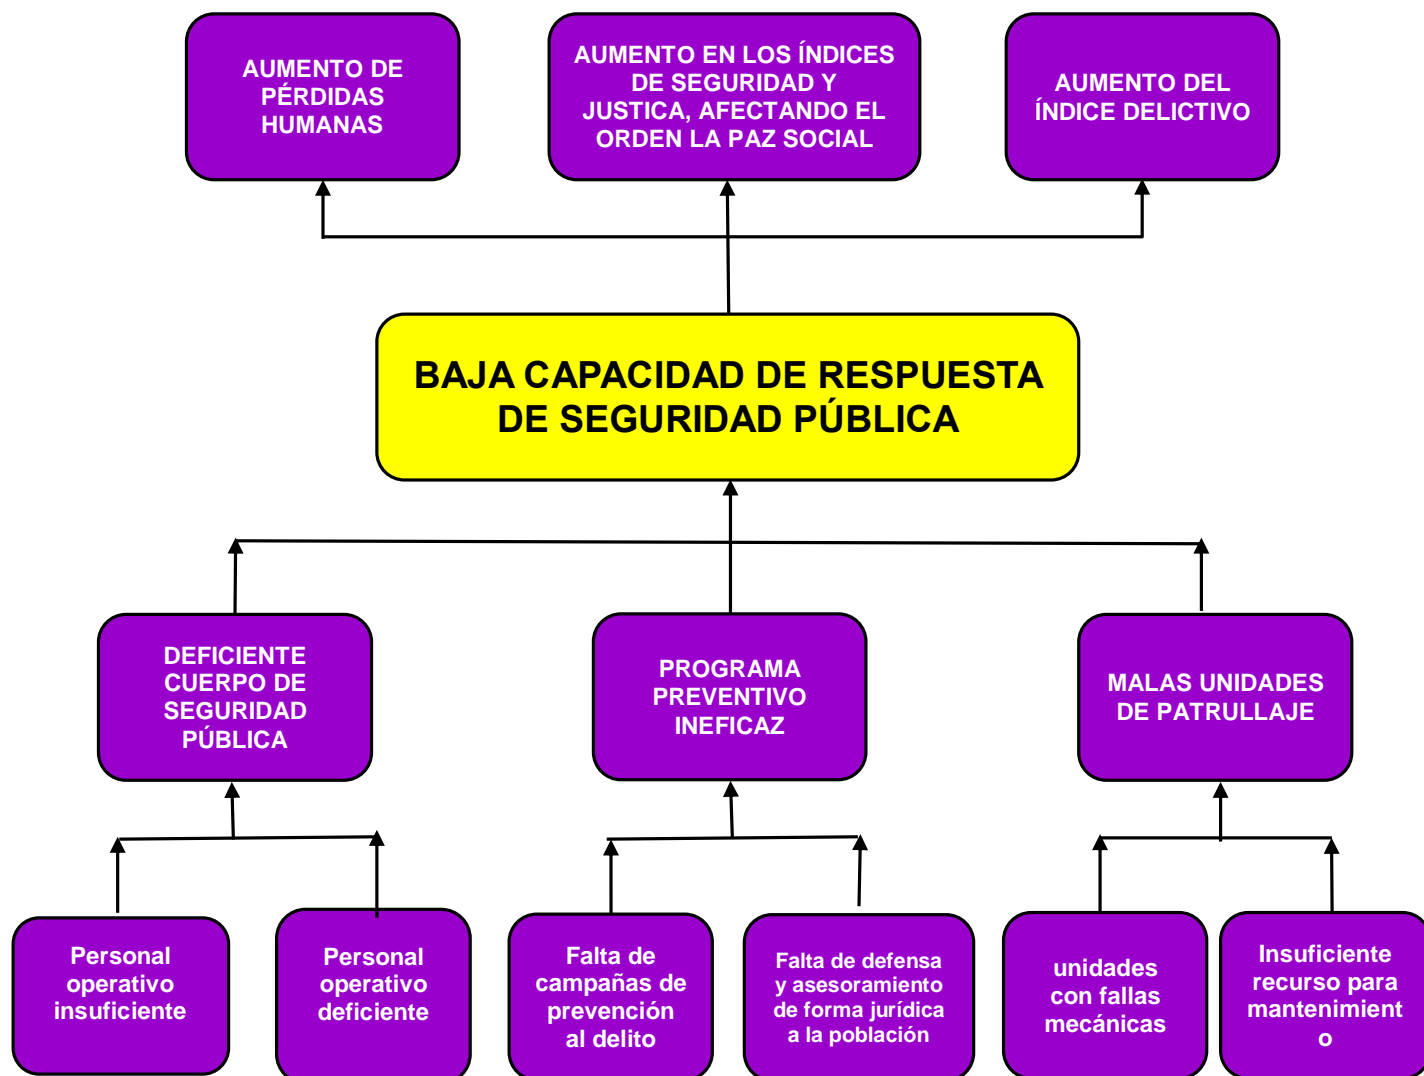 AUMENTO DE
PÉRDIDAS
HUMANAS
AUMENTO EN LOS ÍNDICES
DE SEGURIDAD Y
JUSTICA, AFECTANDO EL
ORDEN LA PAZ SOCIAL
AUMENTO DEL
ÍNDICE DELICTIVO
BAJA CAPACIDAD DE RESPUESTA
DE SEGURIDAD PÚBLICA
DEFICIENTE
CUERPO DE
SEGURIDAD
PÚBLICA
PROGRAMA
PREVENTIVO
INEFICAZ
MALAS UNIDADES
DE PATRULLAJE
Personal
operativo
insuficiente
Personal
operativo
deficiente
Falta de
campañas de
prevención
al delito
Falta de defensa
y asesoramiento
de forma jurídica
a la población
unidades
con fallas
mecánicas
Insuficiente
recurso para
mantenimient
o